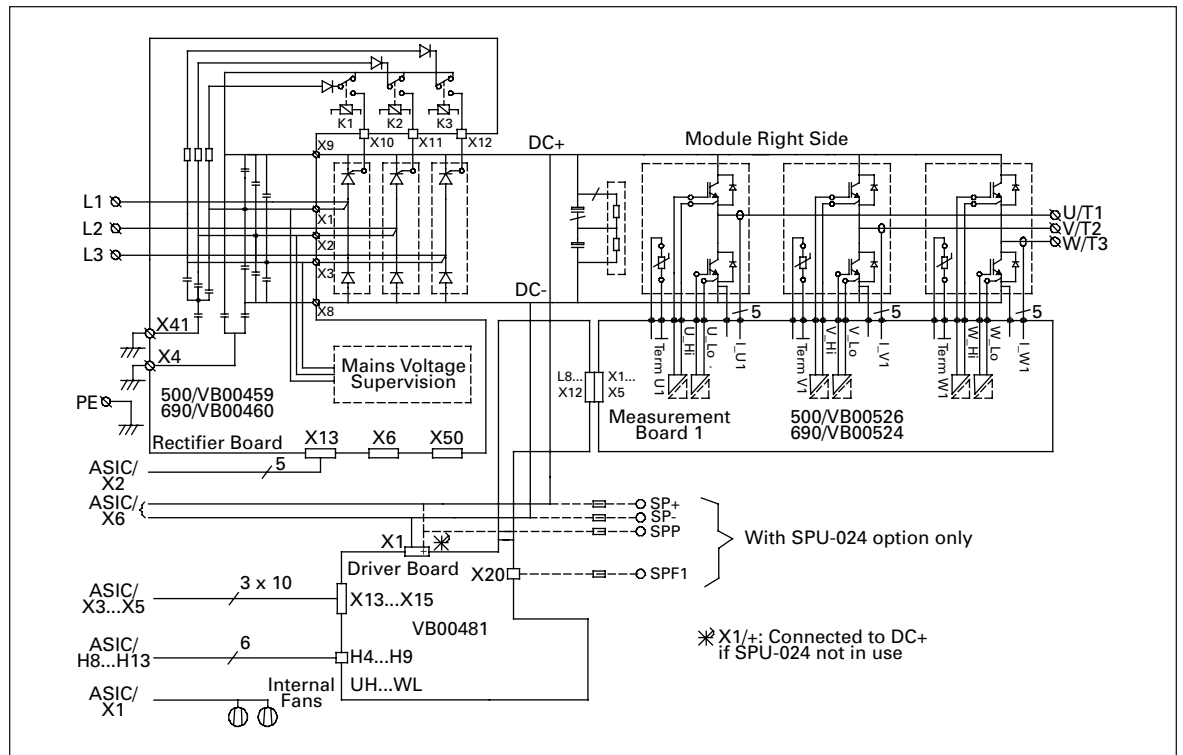 K1 K2 K3
X9 X10 X11 X12
DC+
Module Right Side
L1
L2
L3
X1
X2
X3
U/T1
V/T2
W/T3
DC-
X8
X41
X4
5 5 5
Term U1
U_Hi
U_Lo
I_U1
Term V1
V_Hi
V_Lo
I_V1
Term W1
W_Hi
W_Lo
I_W1
Mains Voltage
Supervision
L8...
X12
X1...
X5
500/VB00459
690/VB00460
PE
Measurement
Board 1
500/VB00526
690/VB00524
Rectifier Board
X13 X6 X50
ASIC/
X2
5
ASIC/
X6
SP+
SP-
SPP
With SPU-024 option only
X1
+
Driver Board
X20
SPF1
ASIC/
X3...X5
3 x 10
X13...X15
VB00481
X1/+: Connected to DC+
if SPU-024 not in use
ASIC/
H8...H13
6
H4...H9
UH...WL
ASIC/
X1
Internal
Fans